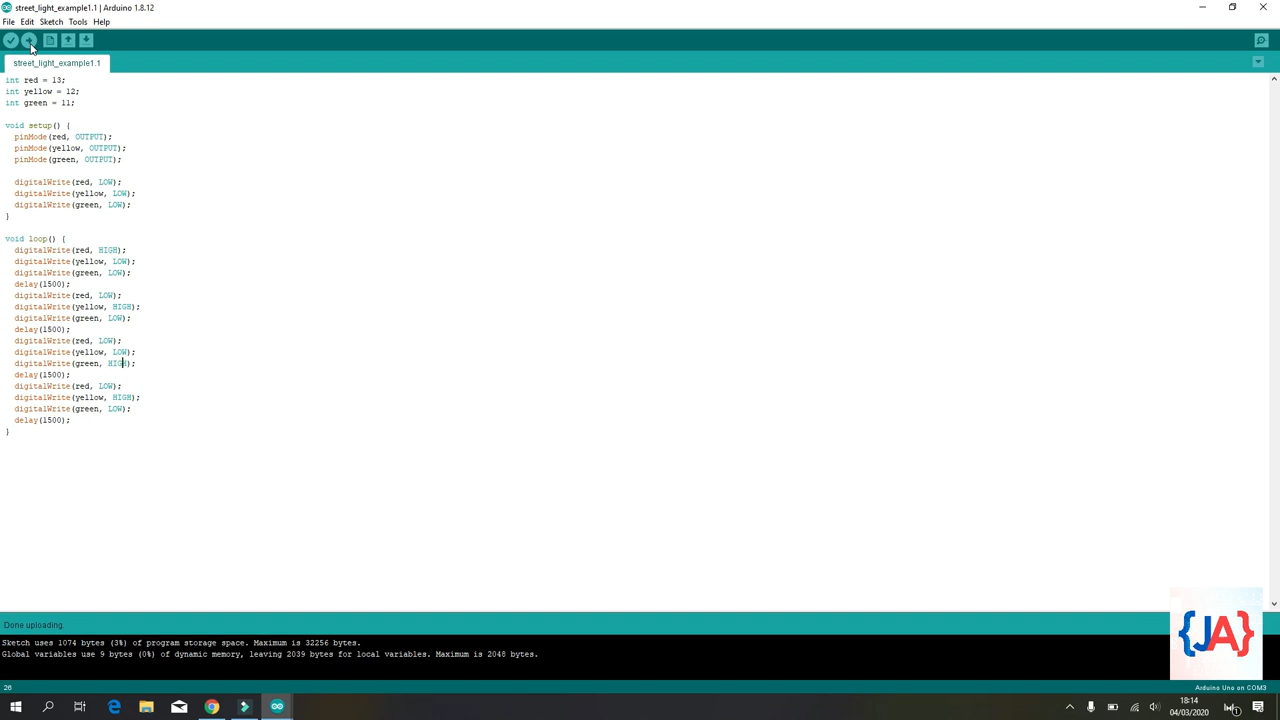 street_light_example1.1 | Arduino 1.8.12
File Edit Sketch Tools Help
street_light_example1.1
int red = 13;
int yellow = 12;
int green = 11;
void setup() {
pinMode(red, OUTPUT);
pinMode(yellow, OUTPUT);
pinMode(green, OUTPUT);
digitalWrite(red, LOW);
digitalWrite(yellow, LOW);
digitalWrite(green, LOW);
}
void loop() {
digitalWrite(red, HIGH);
digitalWrite(yellow, LOW);
digitalWrite(green, LOW);
delay(1500);
digitalWrite(red, LOW);
digitalWrite(yellow, HIGH);
digitalWrite(green, LOW);
delay(1500);
digitalWrite(red, LOW);
digitalWrite(yellow, LOW);
digitalWrite(green, HIGH);
delay(1500);
digitalWrite(red, LOW);
digitalWrite(yellow, HIGH);
digitalWrite(green, LOW);
delay(1500);
}
{JA}
Done uploading.
Sketch uses 1074 bytes (3%) of program storage space. Maximum is 32256 bytes.
Global variables use 9 bytes (0%) of dynamic memory, leaving 2039 bytes for local variables. Maximum is 2048 bytes.
26
Arduino Uno on COM3
18:14
04/03/2020